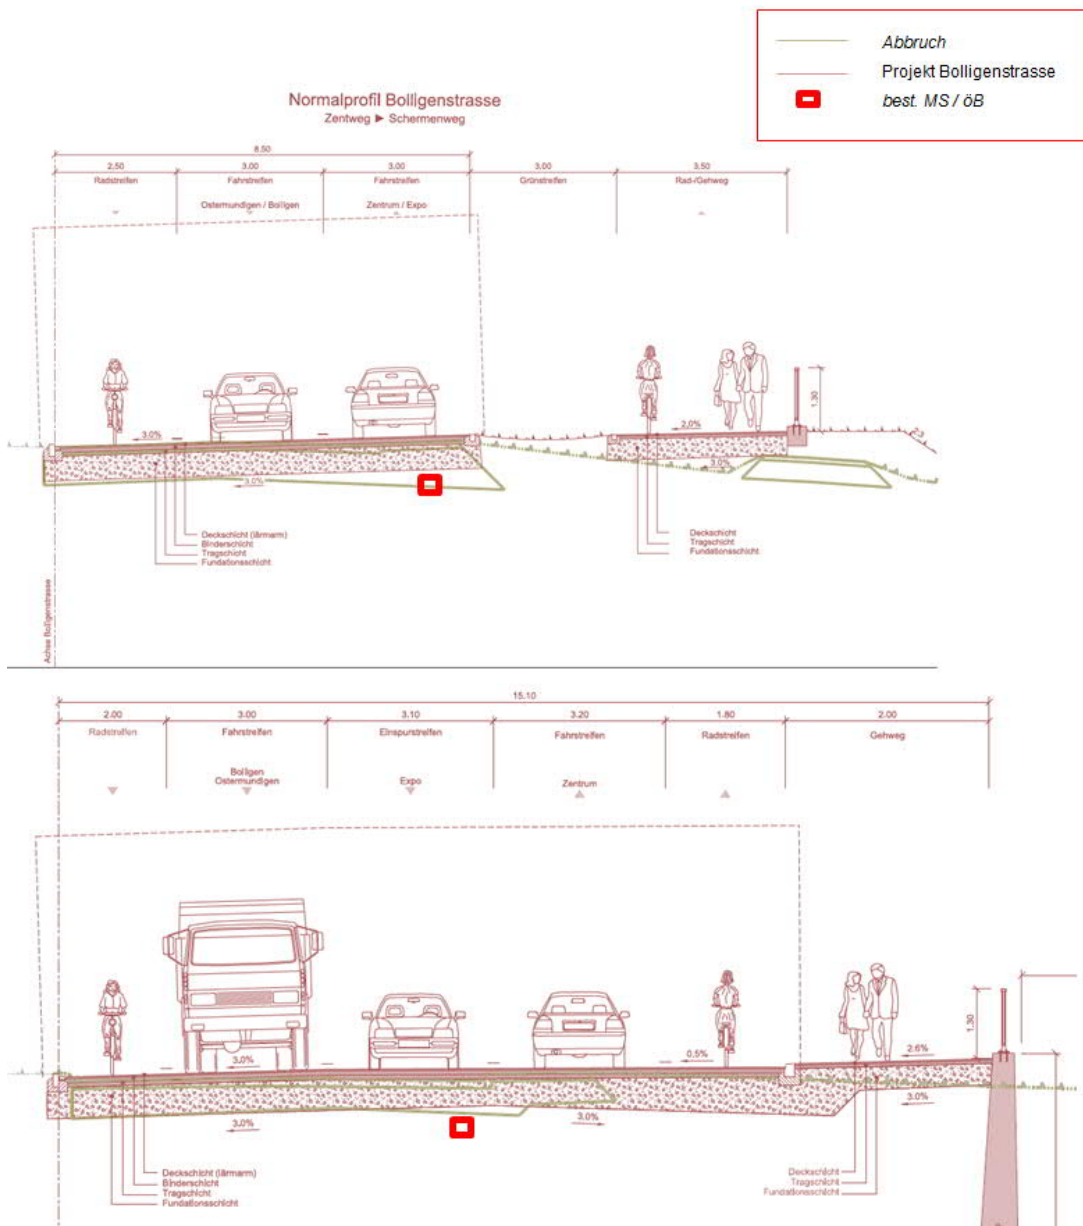 Abbruch
Projekt Bolligenstrasse
best. MS / öB
Normalprofil Bolligenstrasse
Zentweg ► Schermenweg
8.50
2.50
3.00
3.00
3.00
3.50
Radstreifen
Fahrstreifen
Fahrstreifen
Grünstreifen
Rad-/Gehweg
Ostermundigen / Bolligen
Zentrum / Expo
1.30
3.0%
2.0%
2:3
3.0%
3.0%
Deckschicht (lärmarm)
Binderschicht
Tragschicht
Fundationsschicht
Deckschicht
Tragschicht
Fundationsschicht
Achse Bolligenstrasse
15.10
2.00
3.00
3.10
3.20
1.80
2.00
Radstreifen
Fahrstreifen
Einspurstreifen
Fahrstreifen
Radstreifen
Gehweg
Bolligen
Ostermundigen
Expo
Zentrum
1.30
3.0%
0.5%
2.6%
3.0%
3.0%
3.0%
Deckschicht (lärmarm)
Binderschicht
Tragschicht
Fundationsschicht
Deckschicht
Tragschicht
Fundationsschicht